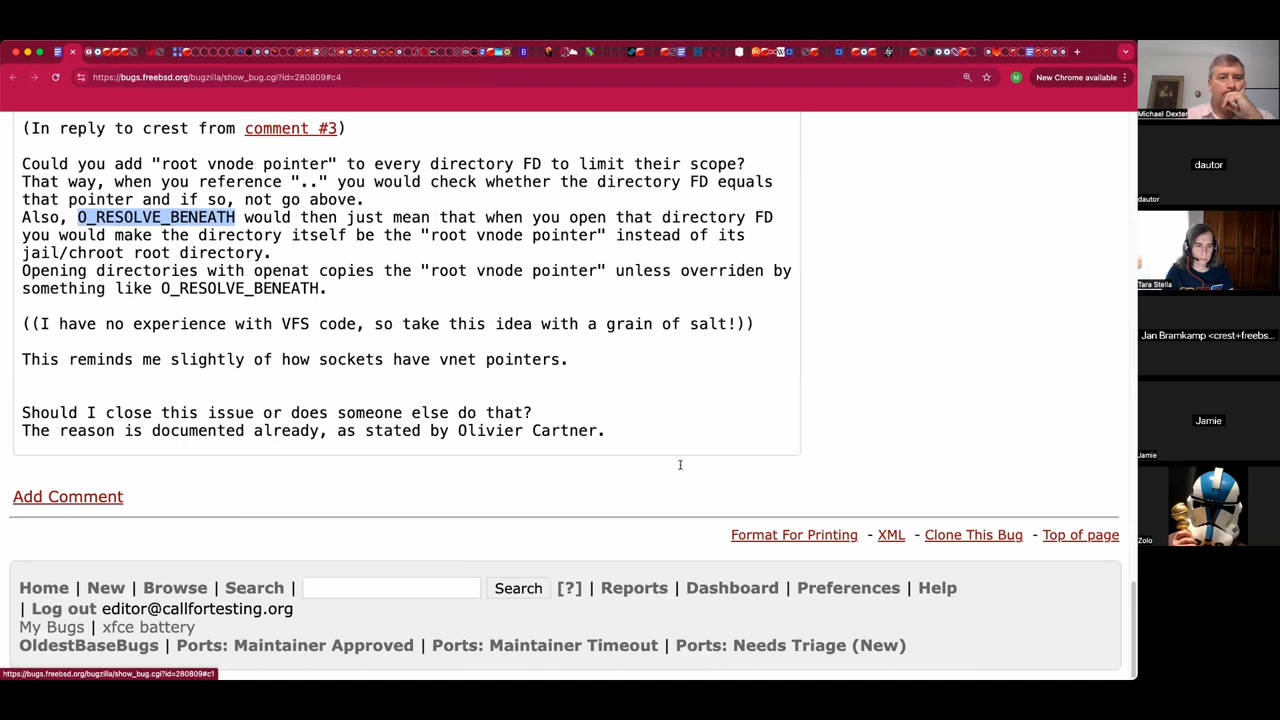 https://bugs.freebsd.org/bugzilla/show_bug.cgi?id=280809#c4
New Chrome available
M
(In reply to crest from comment #3)
Could you add "root vnode pointer" to every directory FD to limit their scope?
That way, when you reference ".." you would check whether the directory FD equals
that pointer and if so, not go above.
Also, O_RESOLVE_BENEATH would then just mean that when you open that directory FD
you would make the directory itself be the "root vnode pointer" instead of its
jail/chroot root directory.
Opening directories with openat copies the "root vnode pointer" unless overriden by
something like O_RESOLVE_BENEATH.
((I have no experience with VFS code, so take this idea with a grain of salt!))
This reminds me slightly of how sockets have vnet pointers.
Should I close this issue or does someone else do that?
The reason is documented already, as stated by Olivier Cartner.
Add Comment
Format For Printing - XML - Clone This Bug - Top of page
Home | New | Browse | Search | Search [?] | Reports | Dashboard | Preferences | Help
| Log out editor@callfortesting.org
My Bugs | xfce battery
OldestBaseBugs | Ports: Maintainer Approved | Ports: Maintainer Timeout | Ports: Needs Triage (New)
https://bugs.freebsd.org/bugzilla/show_bug.cgi?id=280809#c1
Michael Dexter
dautor
dautor
Tara Stella
Jan Bramkamp <crest+freebs...
Jamie
Jamie
Zolo